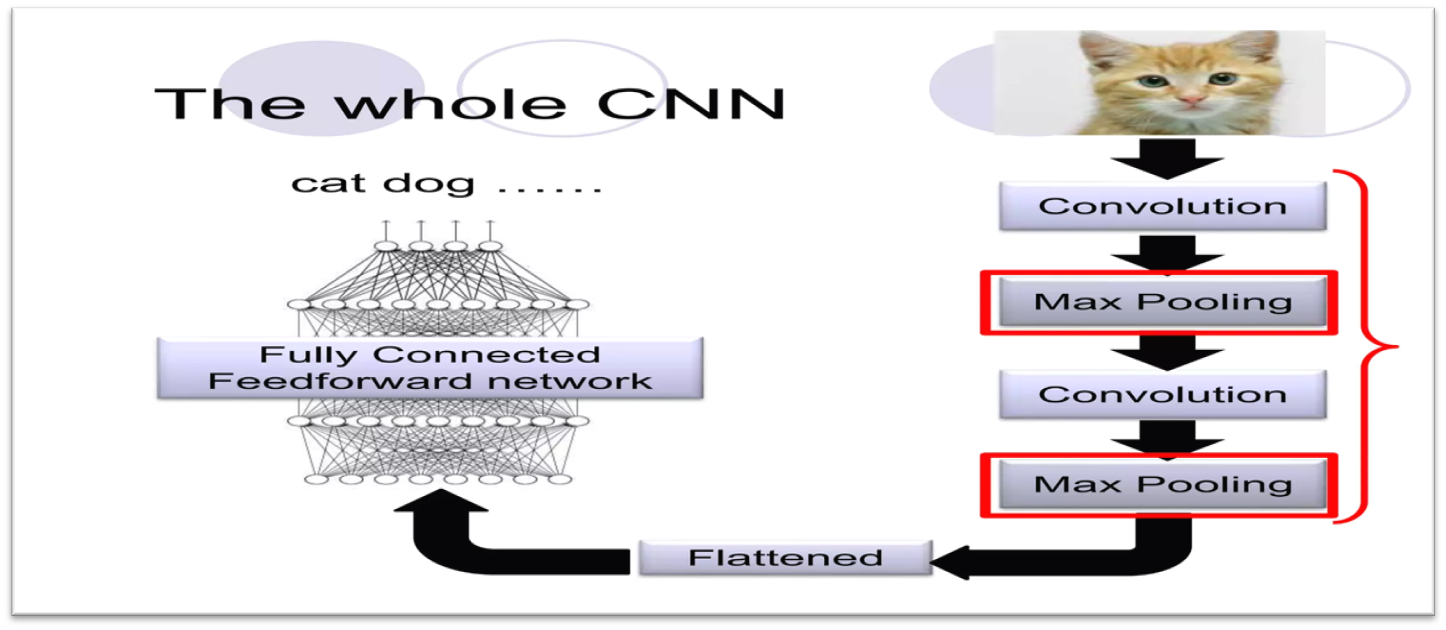 The whole CNN
cat dog ......
Convolution
Max Pooling
Convolution
Max Pooling
Flattened
Fully Connected
Feedforward network